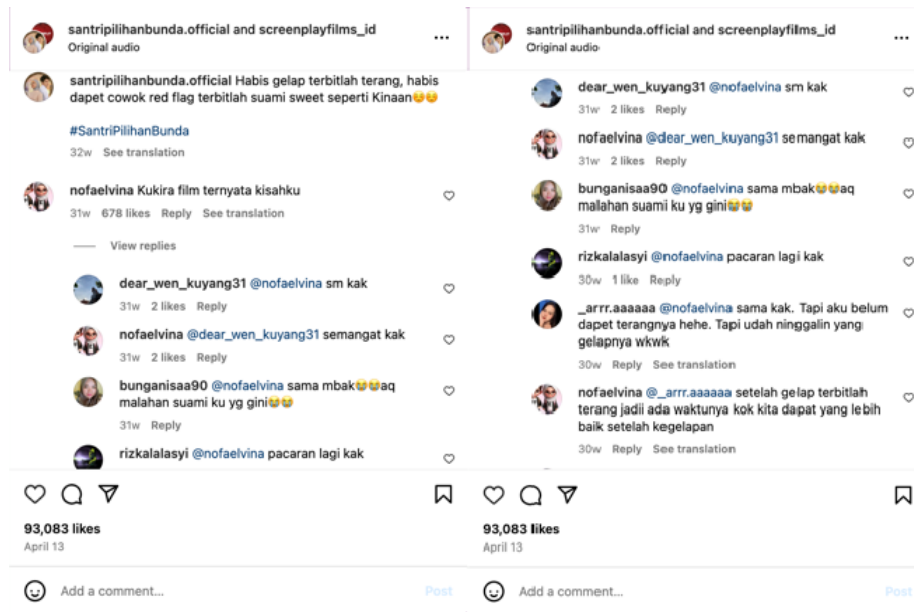 santripilihanbunda.official and screenplayfilms_id
Original audio
santripilihanbunda.official Habis gelap terbitlah terang, habis
dapet cowok red flag terbitlah suami sweet seperti Kinaan☺️☺️
#SantriPilihanBunda
32w See translation
nofaelvina Kukira film ternyata kisahku
31w 678 likes Reply See translation
View replies
dear_wen_kuyang31 @nofaelvina sm kak
31w 2 likes Reply
nofaelvina @dear_wen_kuyang31 semangat kak
31w 2 likes Reply
bunganisaa90 @nofaelvina sama mbak😭😭aq
malahan suami ku yg gini😭😭
31w Reply
rizkalalasyi @nofaelvina pacaran lagi kak
93,083 likes
April 13
Add a comment...
Post
santripilihanbunda.official and screenplayfilms_id
Original audio
dear_wen_kuyang31 @nofaelvina sm kak
31w 2 likes Reply
nofaelvina @dear_wen_kuyang31 semangat kak
31w 2 likes Reply
bunganisaa90 @nofaelvina sama mbak😭😭aq
mallahan suami ku yg gini😭😭
31w Reply
rizkalalasyi @nofaelvina pacaran lagi kak
30w 1 like Reply
_arrr.aaaaaa @nofaelvina sama kak. Tapi aku belum
dapet terangnya hehe. Tapi udah ninggalin yang
gelapnya wkwk
30w Reply See translation
nofaelvina @_arrr.aaaaaa setelah gelap terbitlah
terang jadii ada waktunya kok kita dapat yang lebih
baik setelah kegelapan
30w Reply See translation
93,083 likes
April 13
Add a comment...
Post